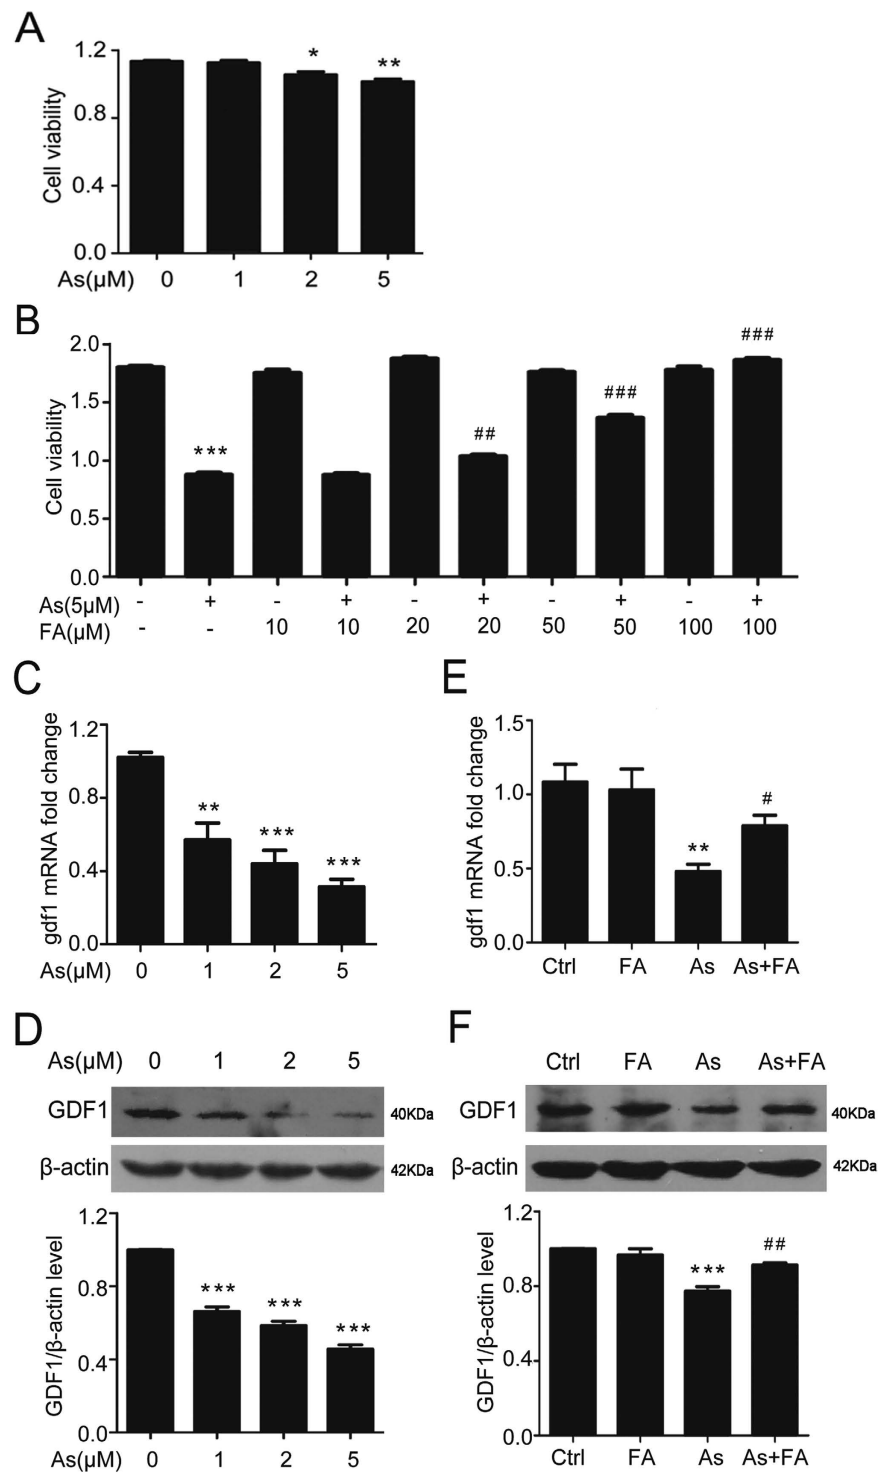 A
1.2
0.8
0.4
0.0
Cell viability
* **
As(μM) 0 1 2 5
B
2.0
1.5
1.0
0.5
0.0
Cell viability
*** ## ### ###
As(5μM) - + - + - + - + - +
FA(μM) - - 10 10 20 20 50 50 100 100
C
1.2
0.8
0.4
0.0
gdf1 mRNA fold change
** *** ***
As(μM) 0 1 2 5
E
1.5
1.0
0.5
0.0
gdf1 mRNA fold change
** #
Ctrl FA As As+FA
D
As(μM) 0 1 2 5
GDF1 40KDa
β-actin 42KDa
1.2
0.8
0.4
0.0
GDF1/β-actin level
*** *** ***
As(μM) 0 1 2 5
F
Ctrl FA As As+FA
GDF1 40KDa
β-actin 42KDa
1.2
0.8
0.4
0.0
GDF1/β-actin level
*** ##
Ctrl FA As As+FA